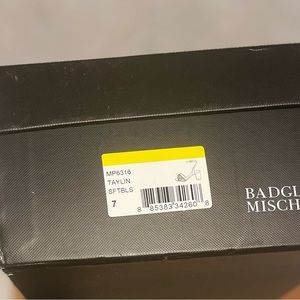 MP6316
TAYLIN
SFTBLS
7
8 85383 34260 8
BADGL
MISCH